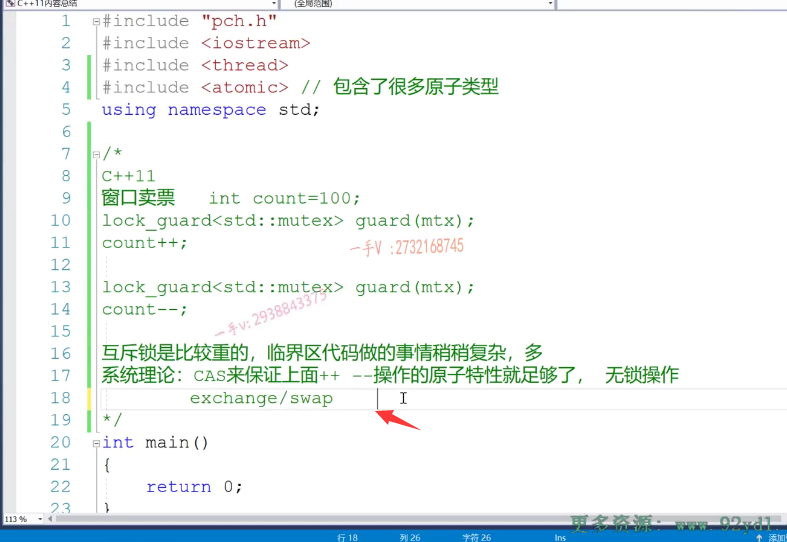 C++11内容总结
(全局范围)
1 #include "pch.h"
2 #include <iostream>
3 #include <thread>
4 #include <atomic> // 包含了很多原子类型
5 using namespace std;
6
7 /*
8 C++11
9 窗口卖票 int count=100;
10 lock_guard<std::mutex> guard(mtx);
11 count++;
一手V :2732168745
12
13 lock_guard<std::mutex> guard(mtx);
14 count--;
一手v:2938843375
15
16 互斥锁是比较重的，临界区代码做的事情稍稍复杂，多
17 系统理论：CAS来保证上面++ --操作的原子特性就足够了， 无锁操作
18 exchange/swap
19 */
20 int main()
21 {
22 return 0;
23 }
113 %
更多资源：www.92yd1.
行 18 列 26 字符 26 Ins 添加